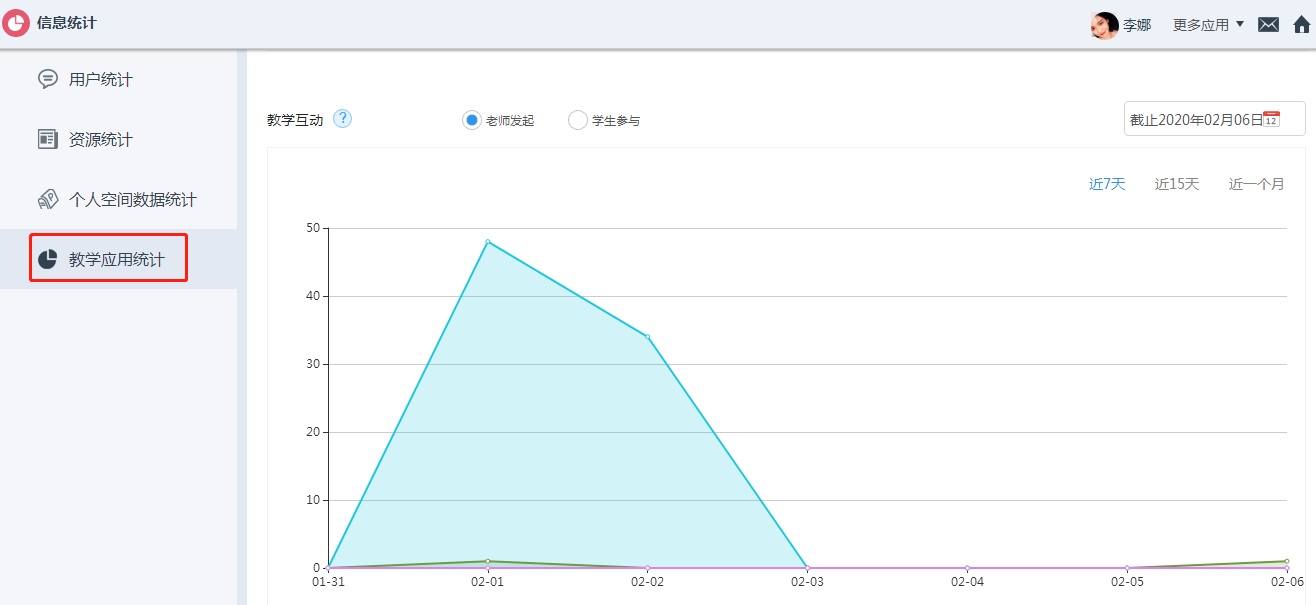 信息统计
李娜 更多应用
用户统计
资源统计
个人空间数据统计
教学应用统计
教学互动 ? 老师发起 学生参与 截止2020年02月06日 12
近7天 近15天 近一个月
50
40
30
20
10
0
01-31 02-01 02-02 02-03 02-04 02-05 02-06